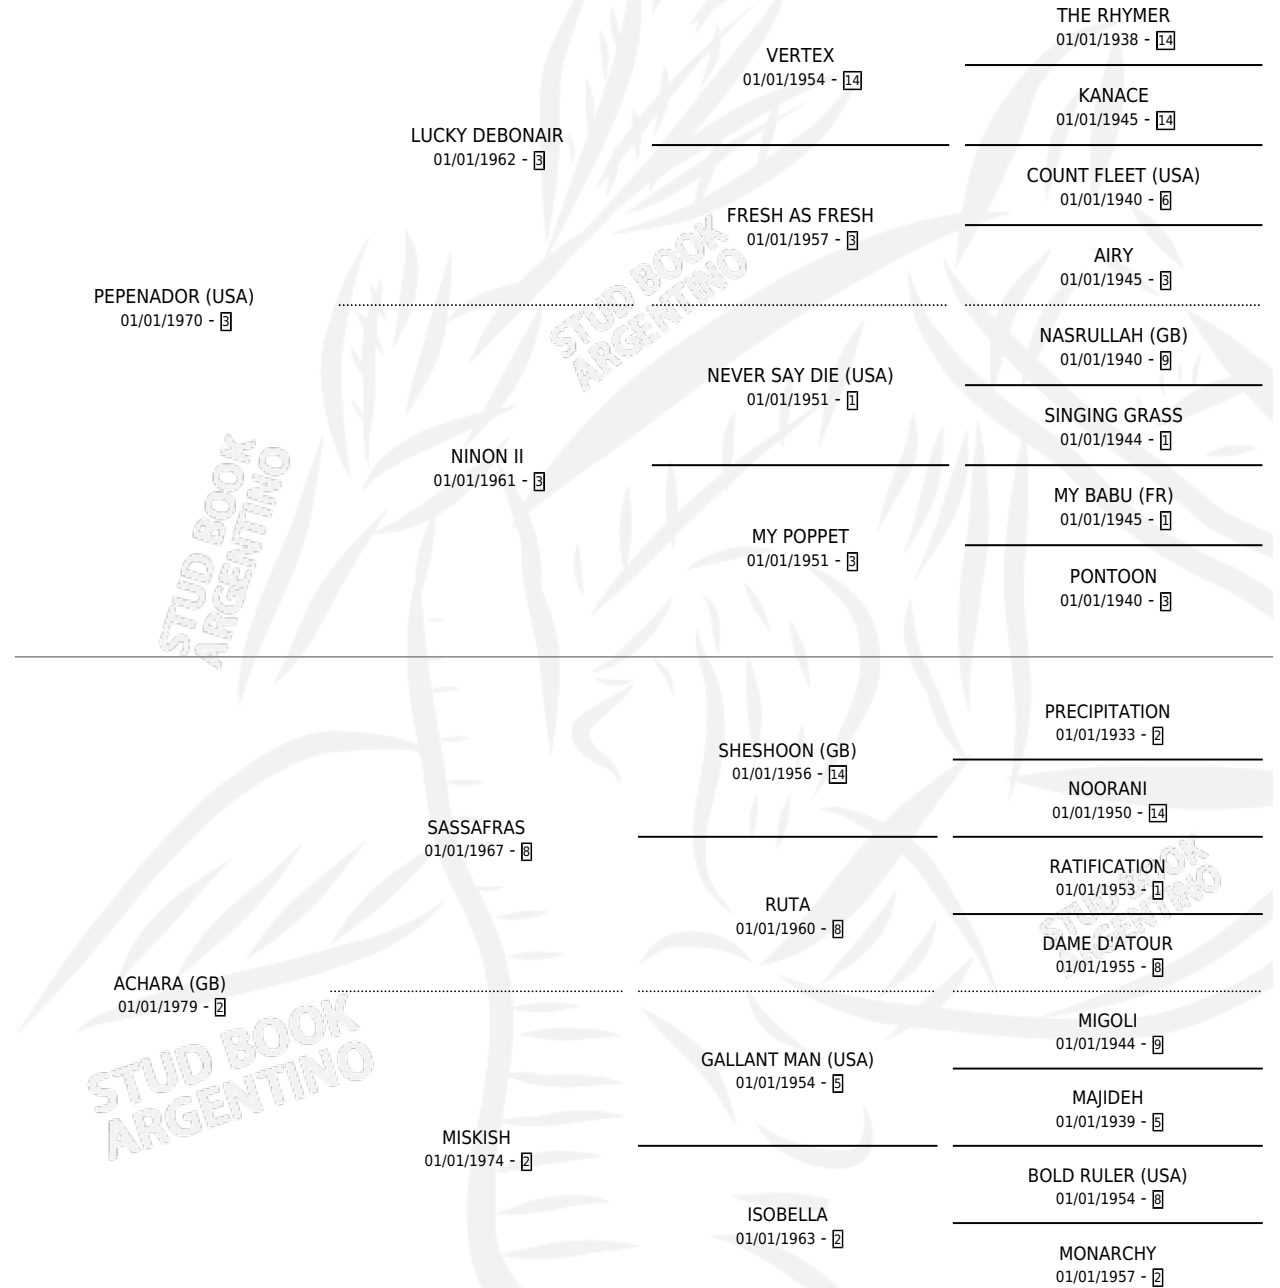 THE RHYMER
01/01/1938 - 14
VERTEX
01/01/1954 - 14
KANACE
01/01/1945 - 14
LUCKY DEBONAIR
01/01/1962 - 3
COUNT FLEET (USA)
01/01/1940 - 6
FRESH AS FRESH
01/01/1957 - 3
AIRY
01/01/1945 - 3
PEPENADOR (USA)
01/01/1970 - 3
STUD BOOK
ARGENTINO
NASRULLAH (GB)
01/01/1940 - 9
NEVER SAY DIE (USA)
01/01/1951 - 1
SINGING GRASS
01/01/1944 - 1
NINON II
01/01/1961 - 3
MY BABU (FR)
01/01/1945 - 1
MY POPPET
01/01/1951 - 3
PONTOON
01/01/1940 - 3
STUD BOOK
ARGENTINO
PRECIPITATION
01/01/1933 - 2
SHESHOON (GB)
01/01/1956 - 14
NOORANI
01/01/1950 - 14
SASSAFRAS
01/01/1967 - 8
RATIFICATION
01/01/1953 - 1
RUTA
01/01/1960 - 8
STUD BOOK
ARGENTINO
DAME D'ATOUR
01/01/1955 - 8
ACHARA (GB)
01/01/1979 - 2
MIGOLI
01/01/1944 - 9
GALLANT MAN (USA)
01/01/1954 - 5
STUD BOOK
ARGENTINO
MAJIDEH
01/01/1939 - 5
MISKISH
01/01/1974 - 2
BOLD RULER (USA)
01/01/1954 - 8
ISOBELLA
01/01/1963 - 2
MONARCHY
01/01/1957 - 2